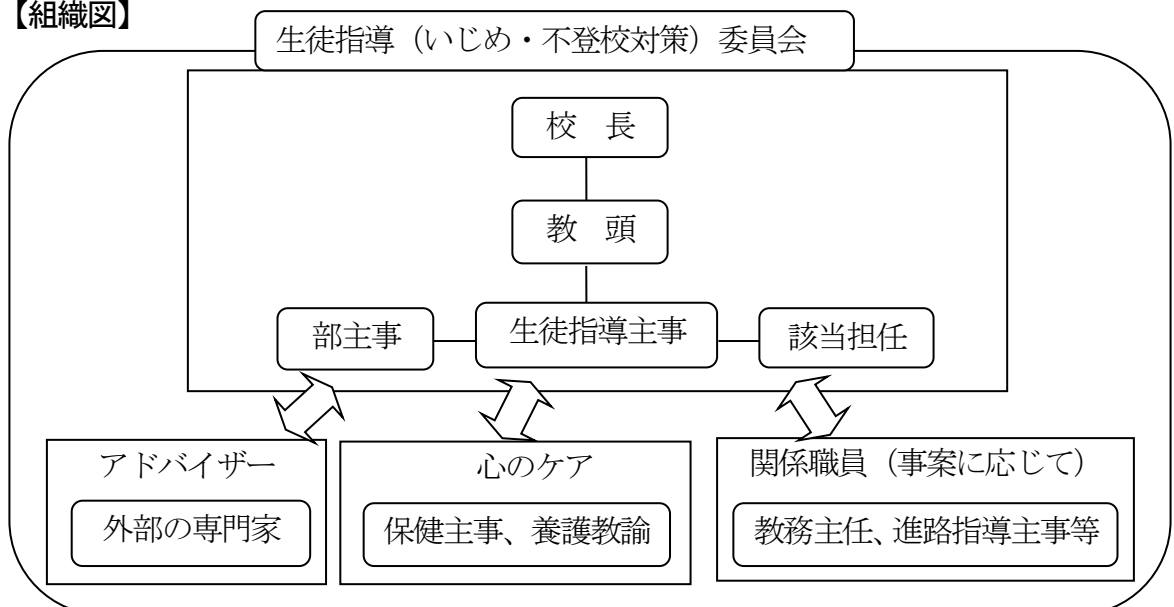 【組織図】
生徒指導（いじめ・不登校対策）委員会
校　長
教　頭
部主事
生徒指導主事
該当担任
アドバイザー
外部の専門家
心のケア
保健主事、養護教諭
関係職員（事案に応じて）
教務主任、進路指導主事等